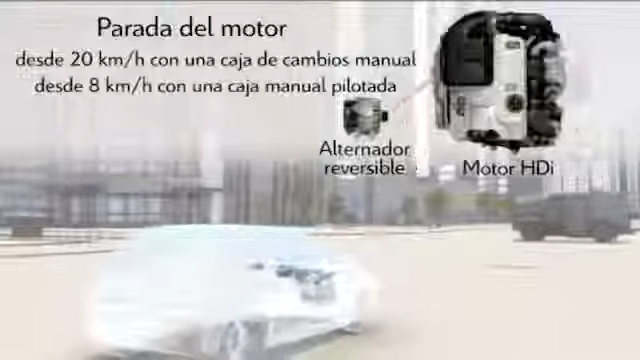 Parada del motor
desde 20 km/h con una caja de cambios manual
desde 8 km/h con una caja manual pilotada
Alternador
reversible
Motor HDi